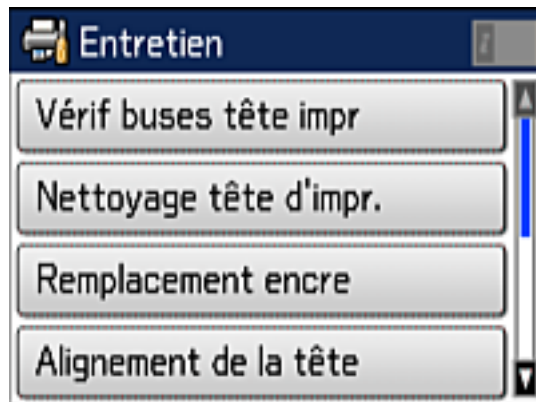 Entretien
Vérif buses tête impr
Nettoyage tête d'impr.
Remplacement encre
Alignement de la tête